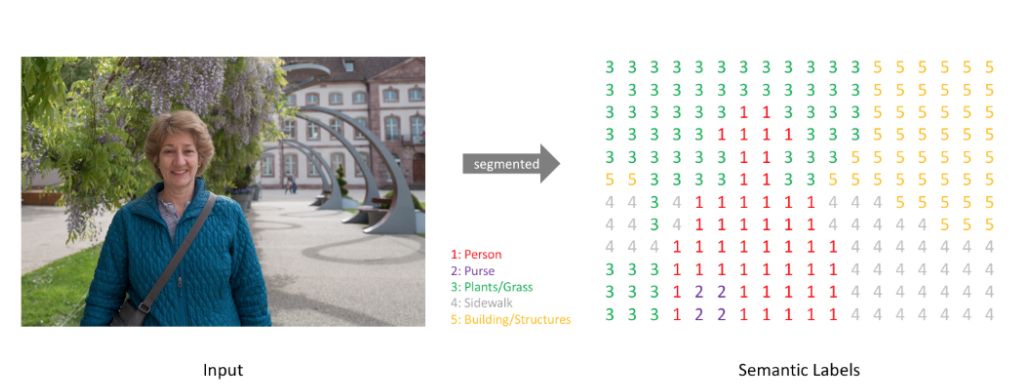 segmented
1: Person
2: Purse
3: Plants/Grass
4: Sidewalk
5: Building/Structures
3 3 3 3 3 3 3 3 3 3 3 3 5 5 5 5 5 5
3 3 3 3 3 3 3 3 3 3 3 3 5 5 5 5 5 5
3 3 3 3 3 3 1 1 3 3 3 3 5 5 5 5 5 5
3 3 3 3 3 1 1 1 1 3 3 3 5 5 5 5 5 5
3 3 3 3 3 3 1 1 3 3 3 5 5 5 5 5 5 5
5 5 3 3 3 3 1 1 3 3 5 5 5 5 5 5 5 5
4 4 3 4 1 1 1 1 1 1 4 4 4 5 5 5 5 5
4 4 3 4 1 1 1 1 1 1 4 4 4 4 4 5 5 5
4 4 4 1 1 1 1 1 1 1 1 4 4 4 4 4 4 4
3 3 3 1 1 1 1 1 1 1 1 4 4 4 4 4 4 4
3 3 3 1 2 2 1 1 1 1 1 4 4 4 4 4 4 4
3 3 3 1 2 2 1 1 1 1 1 4 4 4 4 4 4 4
Input
Semantic Labels